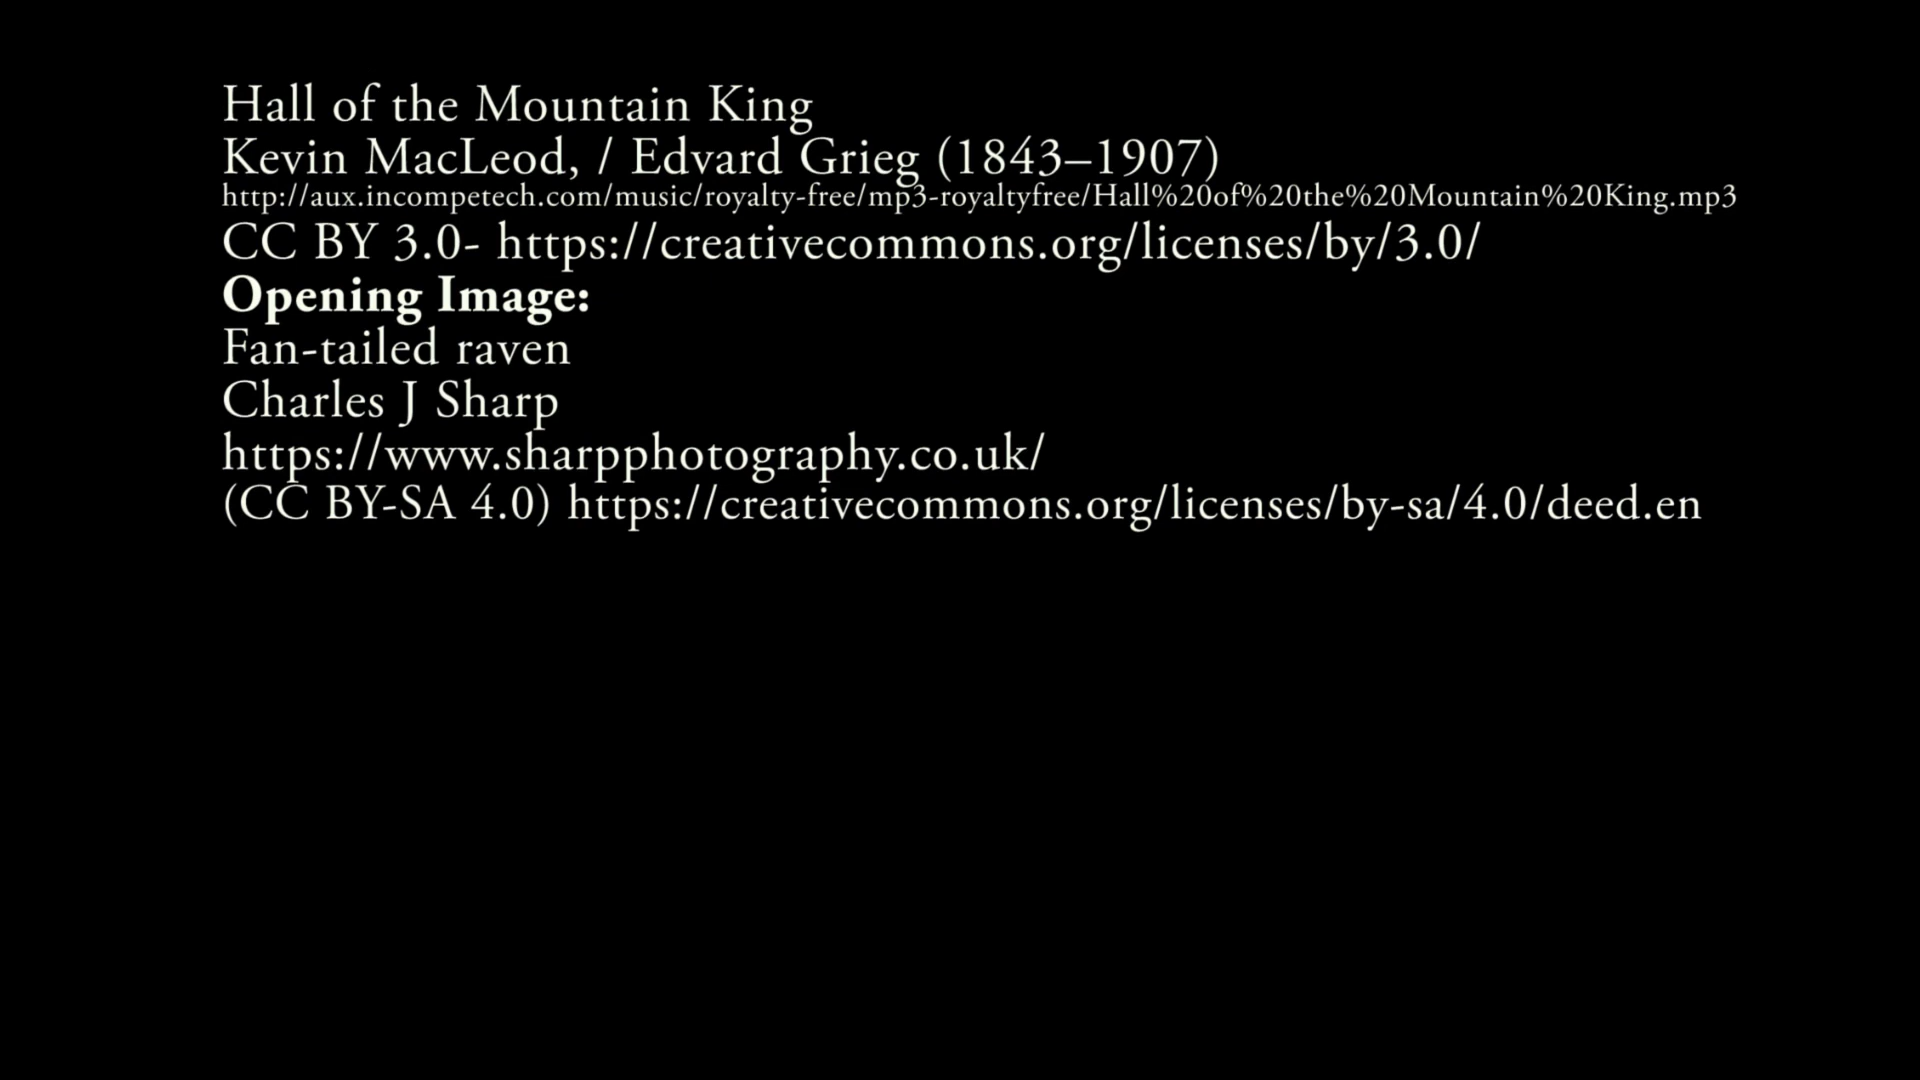 Hall of the Mountain King
Kevin MacLeod, / Edvard Grieg (1843–1907)
http://aux.incompetech.com/music/royalty-free/mp3-royaltyfree/Hall%20of%20the%20Mountain%20King.mp3
CC BY 3.0- https://creativecommons.org/licenses/by/3.0/
Opening Image:
Fan-tailed raven
Charles J Sharp
https://www.sharpphotography.co.uk/
(CC BY-SA 4.0) https://creativecommons.org/licenses/by-sa/4.0/deed.en